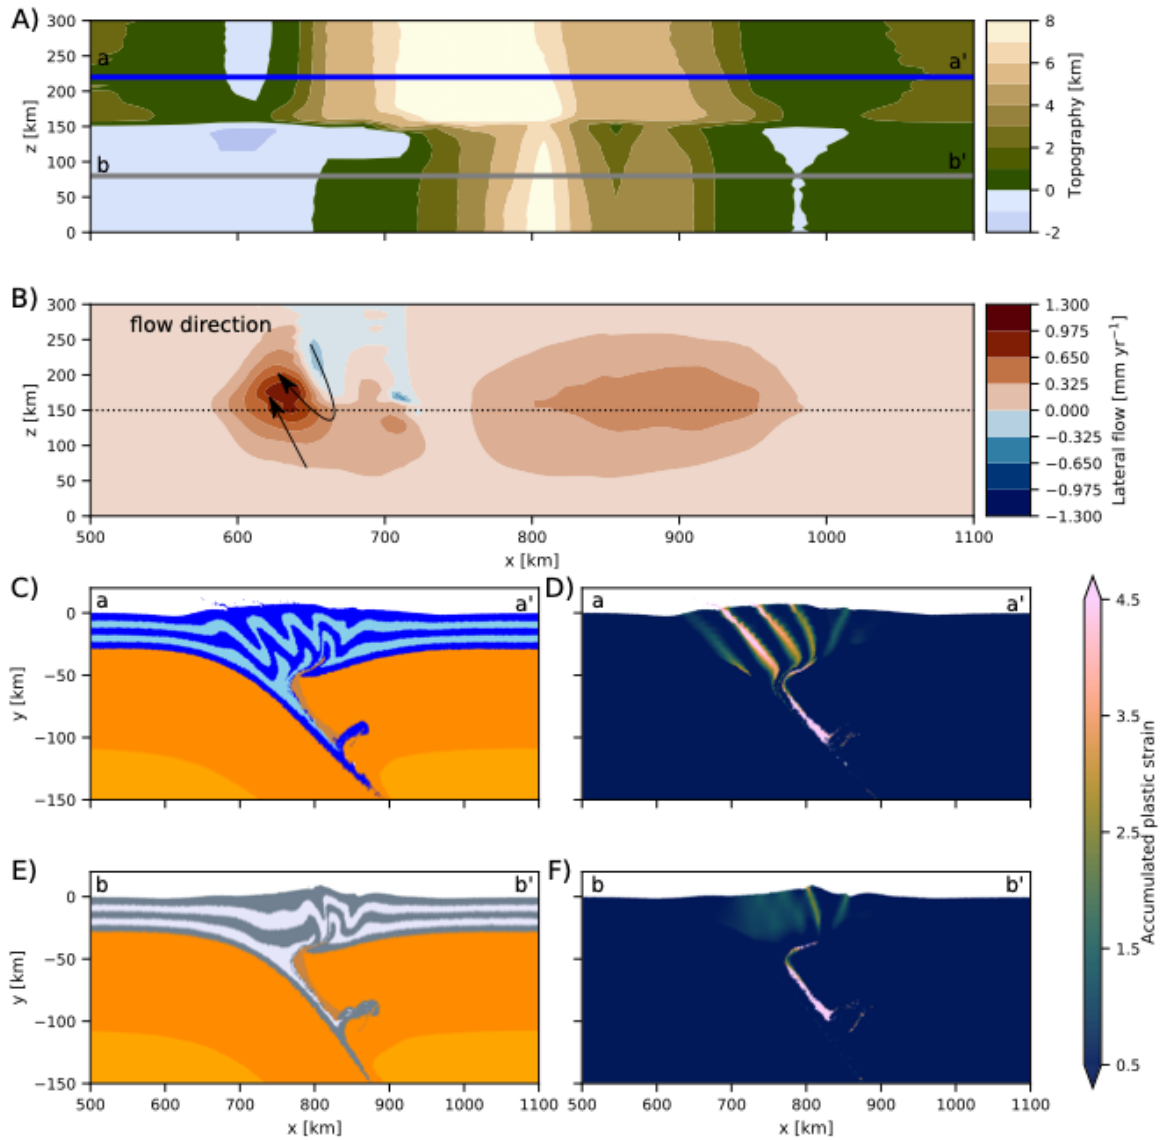 A)
300
250
200
150
100
50
0
z [km]
a
a'
b
b'
8
6
4
2
0
-2
Topography [km]
B)
300
250
200
150
100
50
0
z [km]
flow direction
500
600
700
800
900
1000
1100
x [km]
1.300
0.975
0.650
0.325
0.000
−0.325
−0.650
−0.975
−1.300
Lateral flow [mm yr⁻¹]
C)
a
a'
0
−50
−100
−150
y [km]
D)
a
a'
E)
b
b'
0
−50
−100
−150
y [km]
500
600
700
800
900
1000
1100
x [km]
F)
b
b'
500
600
700
800
900
1000
1100
x [km]
4.5
3.5
2.5
1.5
0.5
Accumulated plastic strain